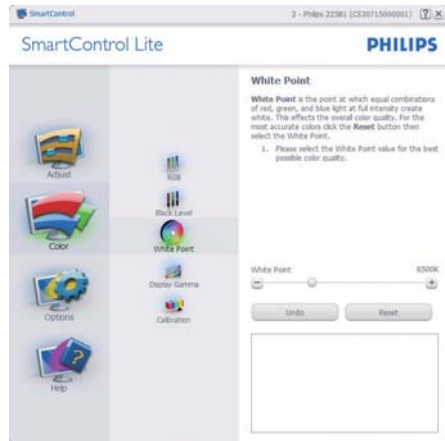 SmartControl
2 - Philips 225B1 (CS30715000001)
SmartControl Lite
PHILIPS
White Point
White Point is the point at which equal combinations
of red, green, and blue light at full intensity create
white. This effects the overall color quality. For the
most accurate colors click the Reset button then
select the White Point.
1. Please select the White Point value for the best
possible color quality.
Adjust
Color
Options
Help
RGB
Black Level
White Point
Display Gamma
Calibration
White Point
6500K
Undo
Reset